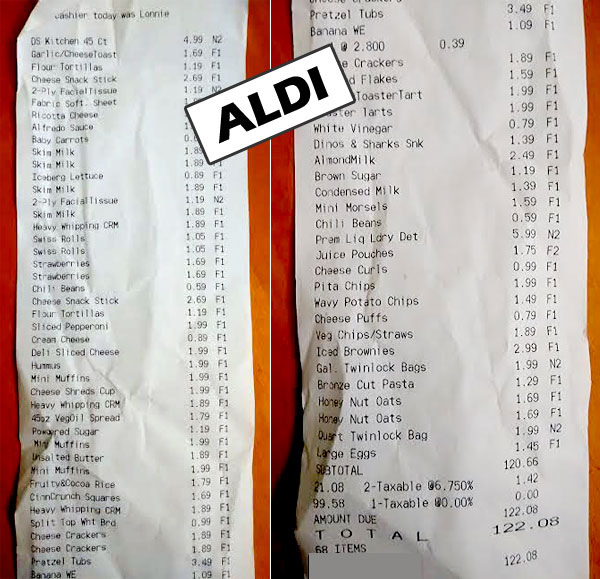 cashier today was Lonnie
DS Kitchen 45 Ct 4.99 N2
Garlic/CheeseToast 1.69 F1
Flour Tortillas 1.19 F1
Cheese Snack Stick 2.69 F1
2-Ply FacialTissue 1.19 N2
Fabric Soft. Sheet
Ricotta Cheese
Alfredo Sauce
Baby Carrots
Skim Milk 1.89
Skim Milk 1.89 F1
Iceberg Lettuce 0.89 F1
Skim Milk 1.89 F1
2-Ply FacialTissue 1.19 N2
Skim Milk 1.89 F1
Heavy Whipping CRM 1.89 F1
Swiss Rolls 1.05 F1
Swiss Rolls 1.05 F1
Strawberries 1.69 F1
Strawberries 1.69 F1
Chili Beans 0.59 F1
Cheese Snack Stick 2.69 F1
Flour Tortillas 1.19 F1
Sliced Pepperoni 1.99 F1
Cream Cheese 0.89 F1
Deli Sliced Cheese 1.99 F1
Hummus 1.99 F1
Mini Muffins 1.99 F1
Cheese Shreds Cup 1.99 F1
Heavy Whipping CRM 1.89 F1
45oz VegOil Spread 1.79 F1
Powdered Sugar 1.19 F1
Mini Muffins 1.99 F1
Unsalted Butter 1.89 F1
Mini Muffins 1.99 F1
Fruity&Cocoa Rice 1.79 F1
CinnCrunch Squares 1.69 F1
Heavy Whipping CRM 1.89 F1
Split Top Wht Brd 0.99 F1
Cheese Crackers 1.89 F1
Cheese Crackers 1.89 F1
Pretzel Tubs 3.49 F1
Banana WE 1.09 F1
ALDI
Cheese Crackers
Pretzel Tubs 3.49 F1
Banana WE 1.09 F1
@ 2.800 0.39
Crackers 1.89 F1
Flakes 1.59 F1
ToasterTart 1.99 F1
Tarts 1.99 F1
White Vinegar 0.79 F1
Dinos & Sharks Snk 1.39 F1
AlmondMilk 2.49 F1
Brown Sugar 1.19 F1
Condensed Milk 1.39 F1
Mini Morsels 1.59 F1
Chili Beans 0.59 F1
Prem Liq Ldry Det 5.99 N2
Juice Pouches 1.75 F2
Cheese Curls 0.99 F1
Pita Chips 1.99 F1
Wavy Potato Chips 1.49 F1
Cheese Puffs 0.79 F1
Veg Chips/Straws 1.89 F1
Iced Brownies 2.99 F1
Gal. Twinlock Bags 1.99 N2
Bronze Cut Pasta 1.29 F1
Honey Nut Oats 1.69 F1
Honey Nut Oats 1.69 F1
Quart Twinlock Bag 1.99 N2
Large Eggs 1.45 F1
SUBTOTAL 120.66
21.08 2-Taxable @6.750% 1.42
99.58 1-Taxable @0.00% 0.00
AMOUNT DUE 122.08
TOTAL 122.08
68 ITEMS
122.08